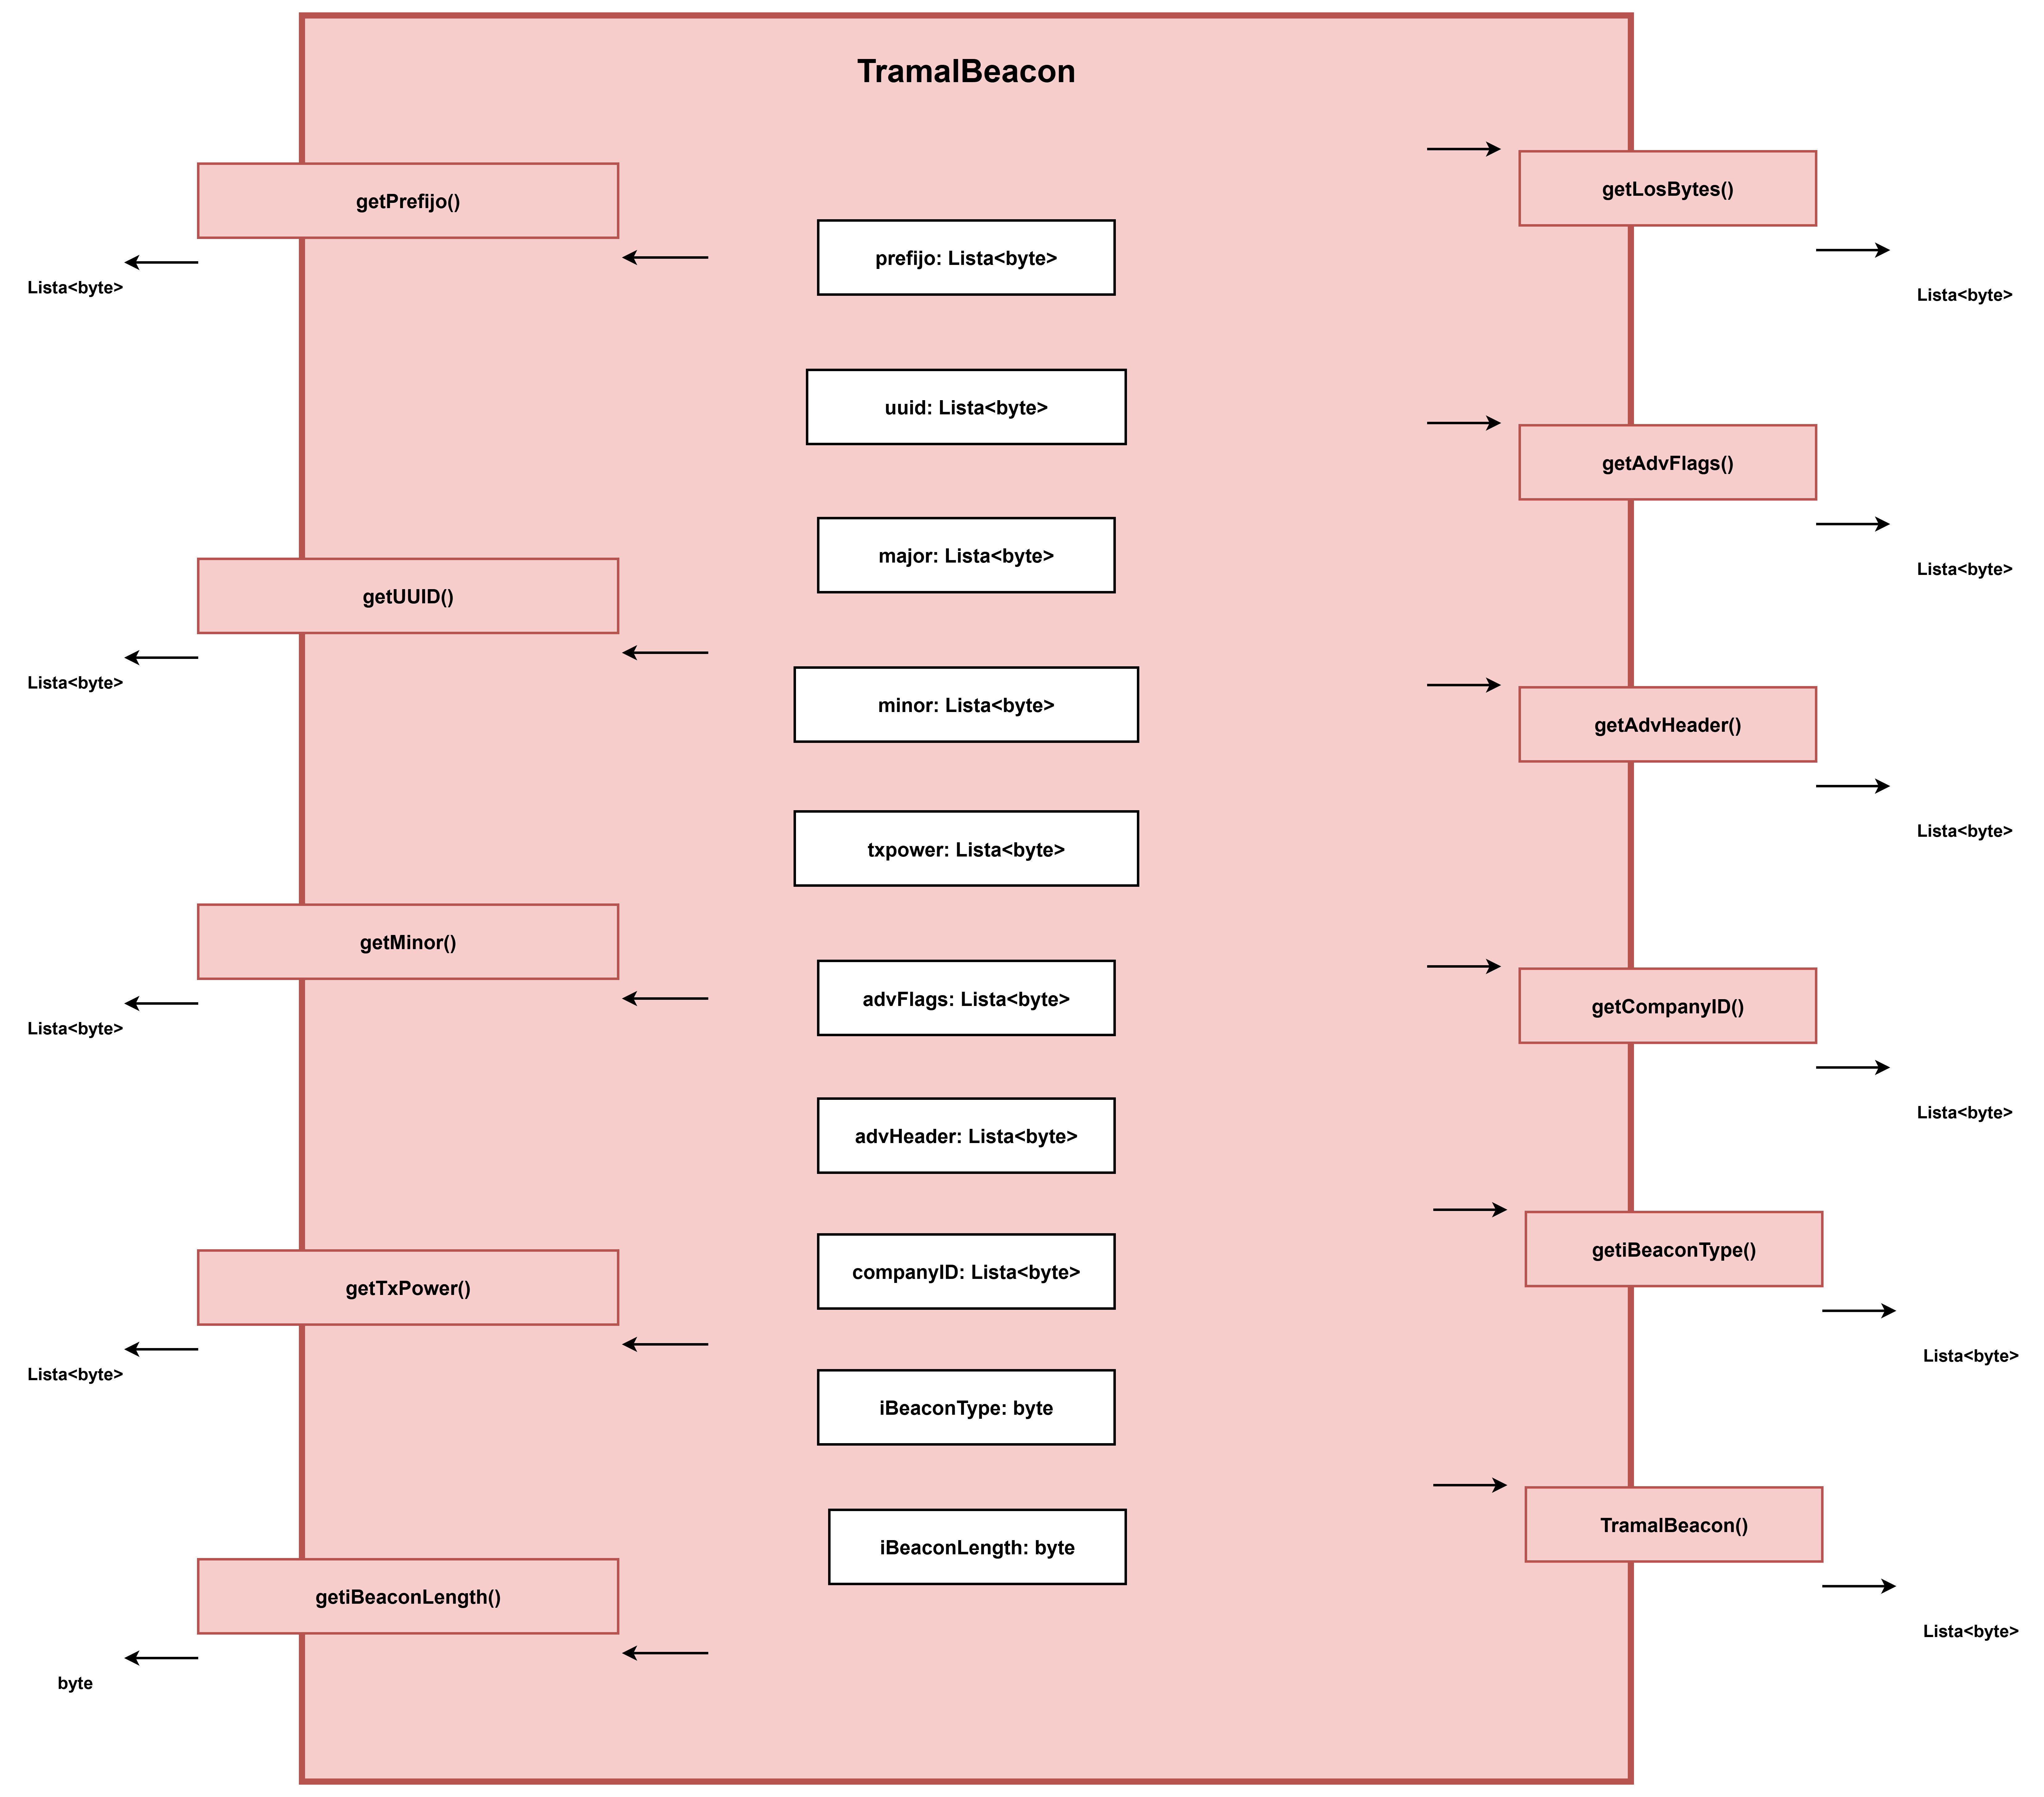 TramaIBeacon
getPrefijo()
Lista<byte>
getUUID()
Lista<byte>
getMinor()
Lista<byte>
getTxPower()
Lista<byte>
getiBeaconLength()
byte
prefijo: Lista<byte>
uuid: Lista<byte>
major: Lista<byte>
minor: Lista<byte>
txpower: Lista<byte>
advFlags: Lista<byte>
advHeader: Lista<byte>
companyID: Lista<byte>
iBeaconType: byte
iBeaconLength: byte
getLosBytes()
Lista<byte>
getAdvFlags()
Lista<byte>
getAdvHeader()
Lista<byte>
getCompanyID()
Lista<byte>
getiBeaconType()
Lista<byte>
TramaIBeacon()
Lista<byte>